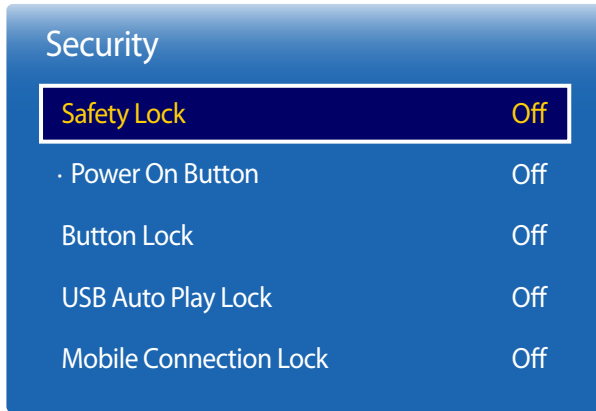 Security
Safety Lock Off
· Power On Button Off
Button Lock Off
USB Auto Play Lock Off
Mobile Connection Lock Off